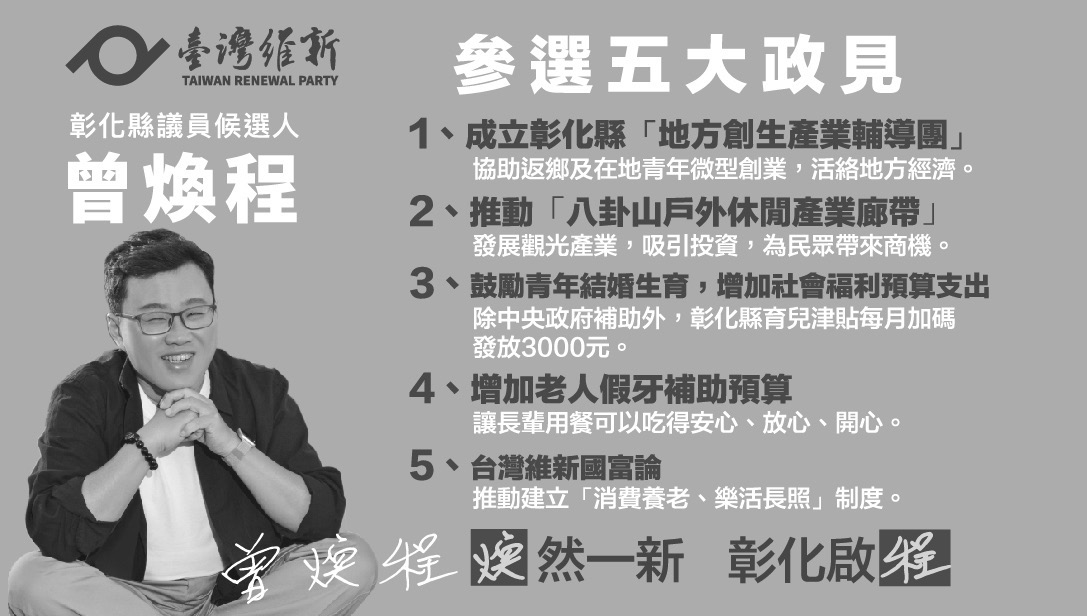 臺灣維新
TAIWAN RENEWAL PARTY
彰化縣議員候選人
曾煥程
參選五大政見
1、成立彰化縣「地方創生產業輔導團」
協助返鄉及在地青年微型創業，活絡地方經濟。
2、推動「八卦山戶外休閒產業廊帶」
發展觀光產業，吸引投資，為民眾帶來商機。
3、鼓勵青年結婚生育，增加社會福利預算支出
除中央政府補助外，彰化縣育兒津貼每月加碼
發放3000元。
4、增加老人假牙補助預算
讓長輩用餐可以吃得安心、放心、開心。
5、台灣維新國富論
推動建立「消費養老、樂活長照」制度。
曾煥程 煥然一新 彰化啟程